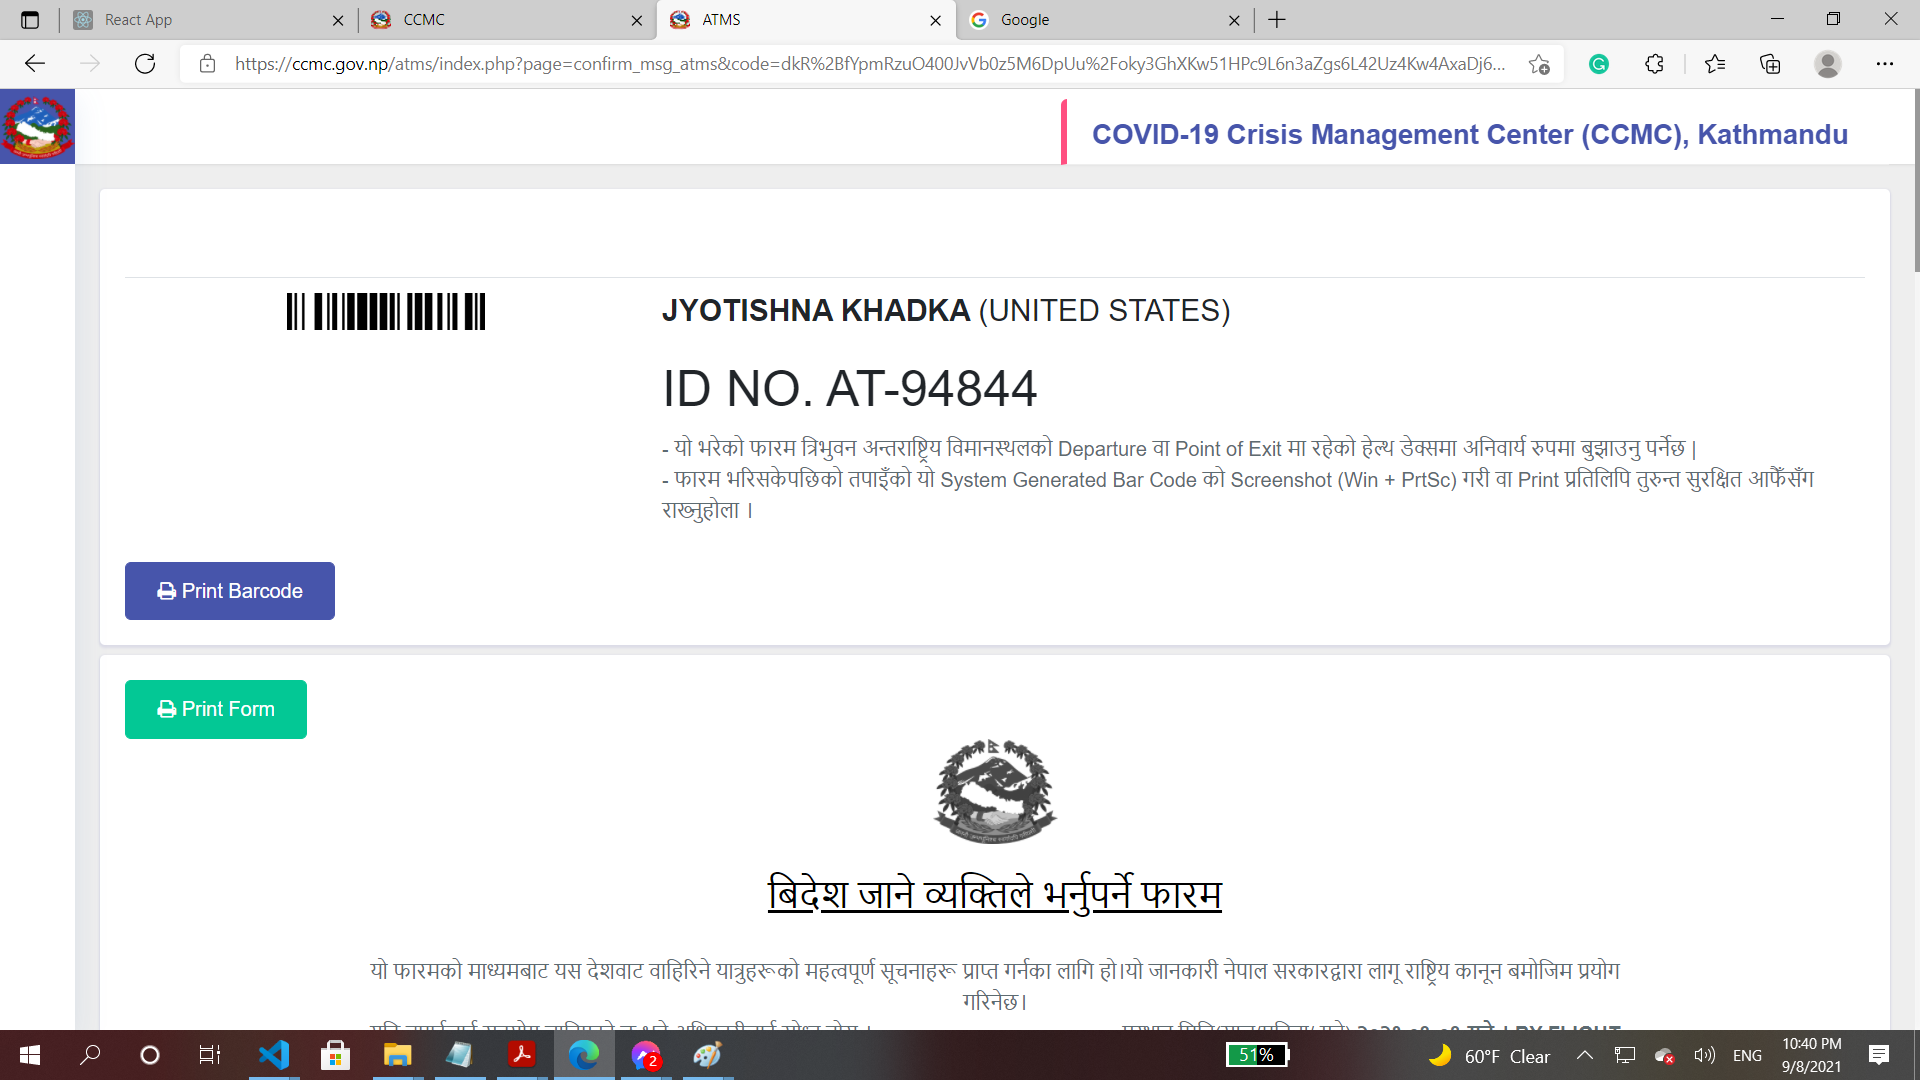 React App
CCMC
ATMS
Google
https://ccmc.gov.np/atms/index.php?page=confirm_msg_atms&code=dkR%2BfYpmRzuO400JvVb0z5M6DpUu%2Foky3GhXKw51HPc9L6n3aZgs6L42Uz4Kw4AxaDj6...
COVID-19 Crisis Management Center (CCMC), Kathmandu
JYOTISHNA KHADKA (UNITED STATES)
ID NO. AT-94844
- यो भरेको फारम त्रिभुवन अन्तराष्ट्रिय विमानस्थलको Departure वा Point of Exit मा रहेको हेल्थ डेक्समा अनिवार्य रुपमा बुझाउनु पर्नेछ |
- फारम भरिसकेपछिको तपाइँको यो System Generated Bar Code को Screenshot (Win + PrtSc) गरी वा Print प्रतिलिपि तुरुन्त सुरक्षित आफैँसँग
राख्नुहोला ।
Print Barcode
Print Form
बिदेश जाने व्यक्तिले भर्नुपर्ने फारम
यो फारमको माध्यमबाट यस देशवाट वाहिरिने यात्रुहरूको महत्वपूर्ण सूचनाहरू प्राप्त गर्नका लागि हो।यो जानकारी नेपाल सरकारद्वारा लागू राष्ट्रिय कानून बमोजिम प्रयोग
गरिनेछ।
2
51%
60°F Clear
ENG
10:40 PM
9/8/2021